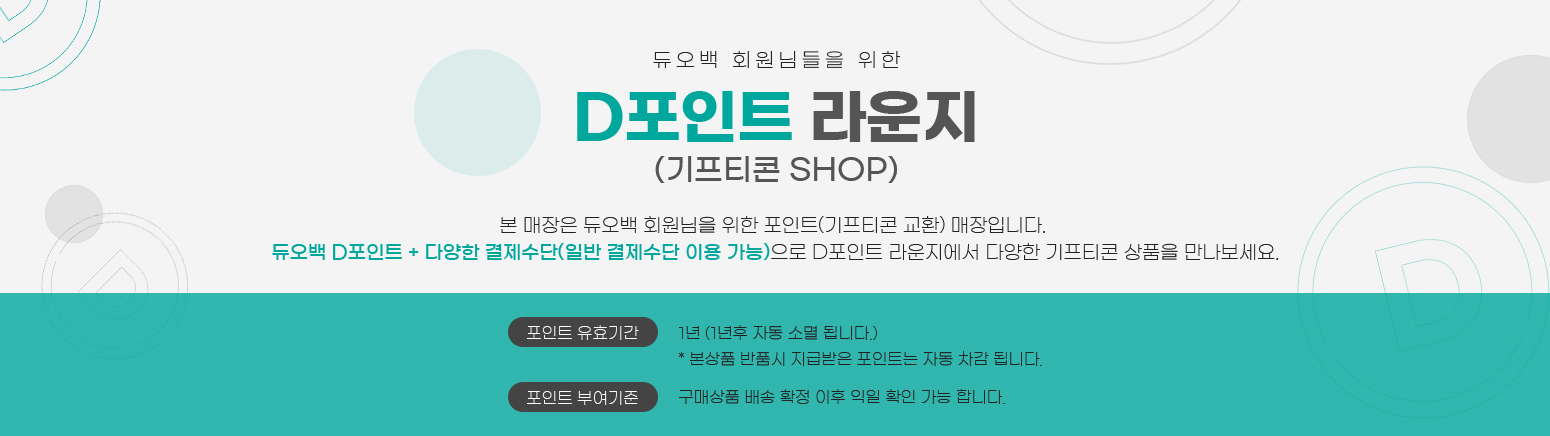 듀오백 회원님들을 위한
D포인트 라운지
(기프티콘 SHOP)
본 매장은 듀오백 회원님을 위한 포인트(기프티콘 교환) 매장입니다.
듀오백 D포인트 + 다양한 결제수단(일반 결제수단 이용 가능)으로 D포인트 라운지에서 다양한 기프티콘 상품을 만나보세요.
포인트 유효기간 1년 (1년후 자동 소멸 됩니다.)
* 본상품 반품시 지급받은 포인트는 자동 차감 됩니다.
포인트 부여기준 구매상품 배송 확정 이후 익일 확인 가능 합니다.